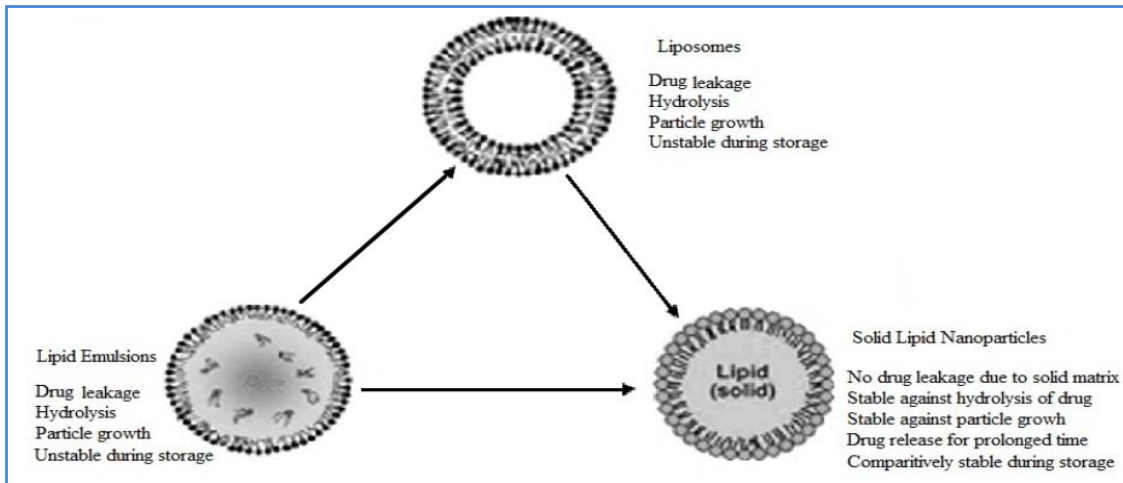 Liposomes
Drug leakage
Hydrolysis
Particle growth
Unstable during storage
Lipid Emulsions
Drug leakage
Hydrolysis
Particle growth
Unstable during storage
Lipid
(solid)
Solid Lipid Nanoparticles
No drug leakage due to solid matrix
Stable against hydrolysis of drug
Stable against particle growh
Drug release for prolonged time
Comparitively stable during storage